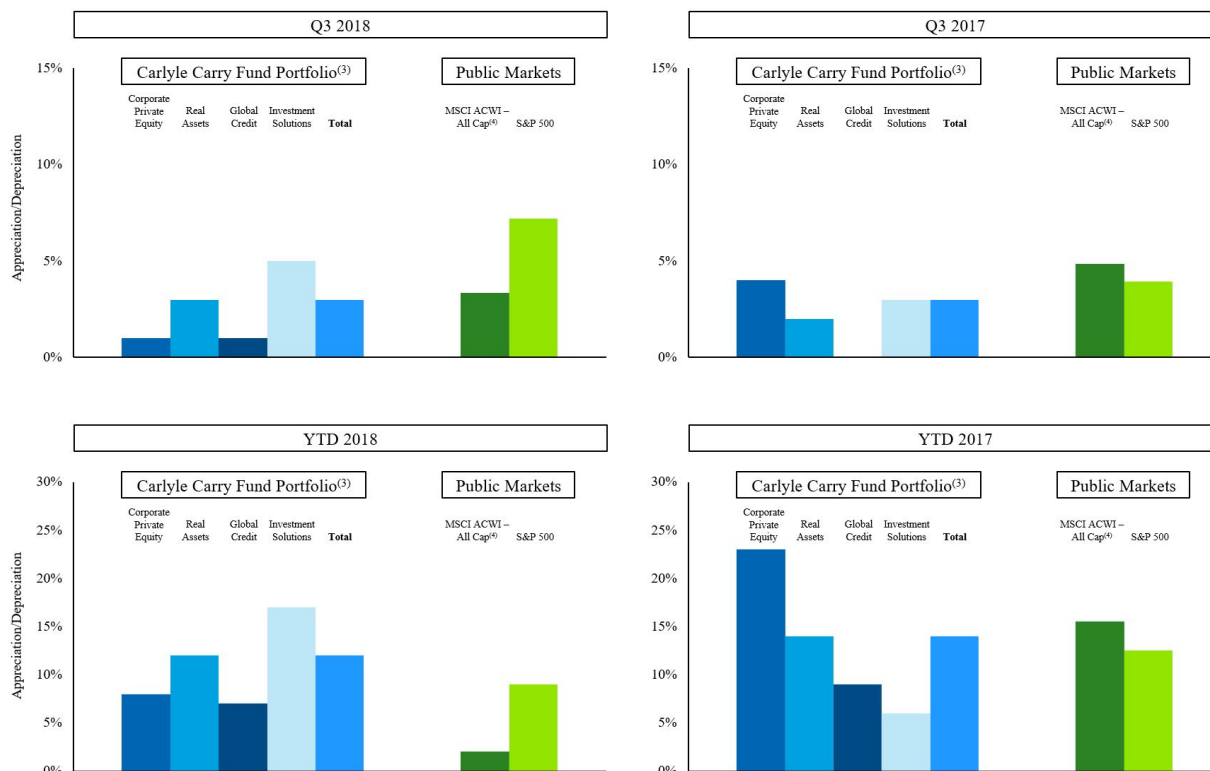 Q3 2018
Carlyle Carry Fund Portfolio(3)
Public Markets
Corporate
Private
Equity
Real
Assets
Global
Credit
Investment
Solutions
Total
MSCI ACWI –
All Cap(4)
S&P 500
Appreciation/Depreciation
15%
10%
5%
0%
Q3 2017
Carlyle Carry Fund Portfolio(3)
Public Markets
Corporate
Private
Equity
Real
Assets
Global
Credit
Investment
Solutions
Total
MSCI ACWI –
All Cap(4)
S&P 500
15%
10%
5%
0%
YTD 2018
Carlyle Carry Fund Portfolio(3)
Public Markets
Corporate
Private
Equity
Real
Assets
Global
Credit
Investment
Solutions
Total
MSCI ACWI –
All Cap(4)
S&P 500
Appreciation/Depreciation
30%
25%
20%
15%
10%
5%
0%
YTD 2017
Carlyle Carry Fund Portfolio(3)
Public Markets
Corporate
Private
Equity
Real
Assets
Global
Credit
Investment
Solutions
Total
MSCI ACWI –
All Cap(4)
S&P 500
30%
25%
20%
15%
10%
5%
0%